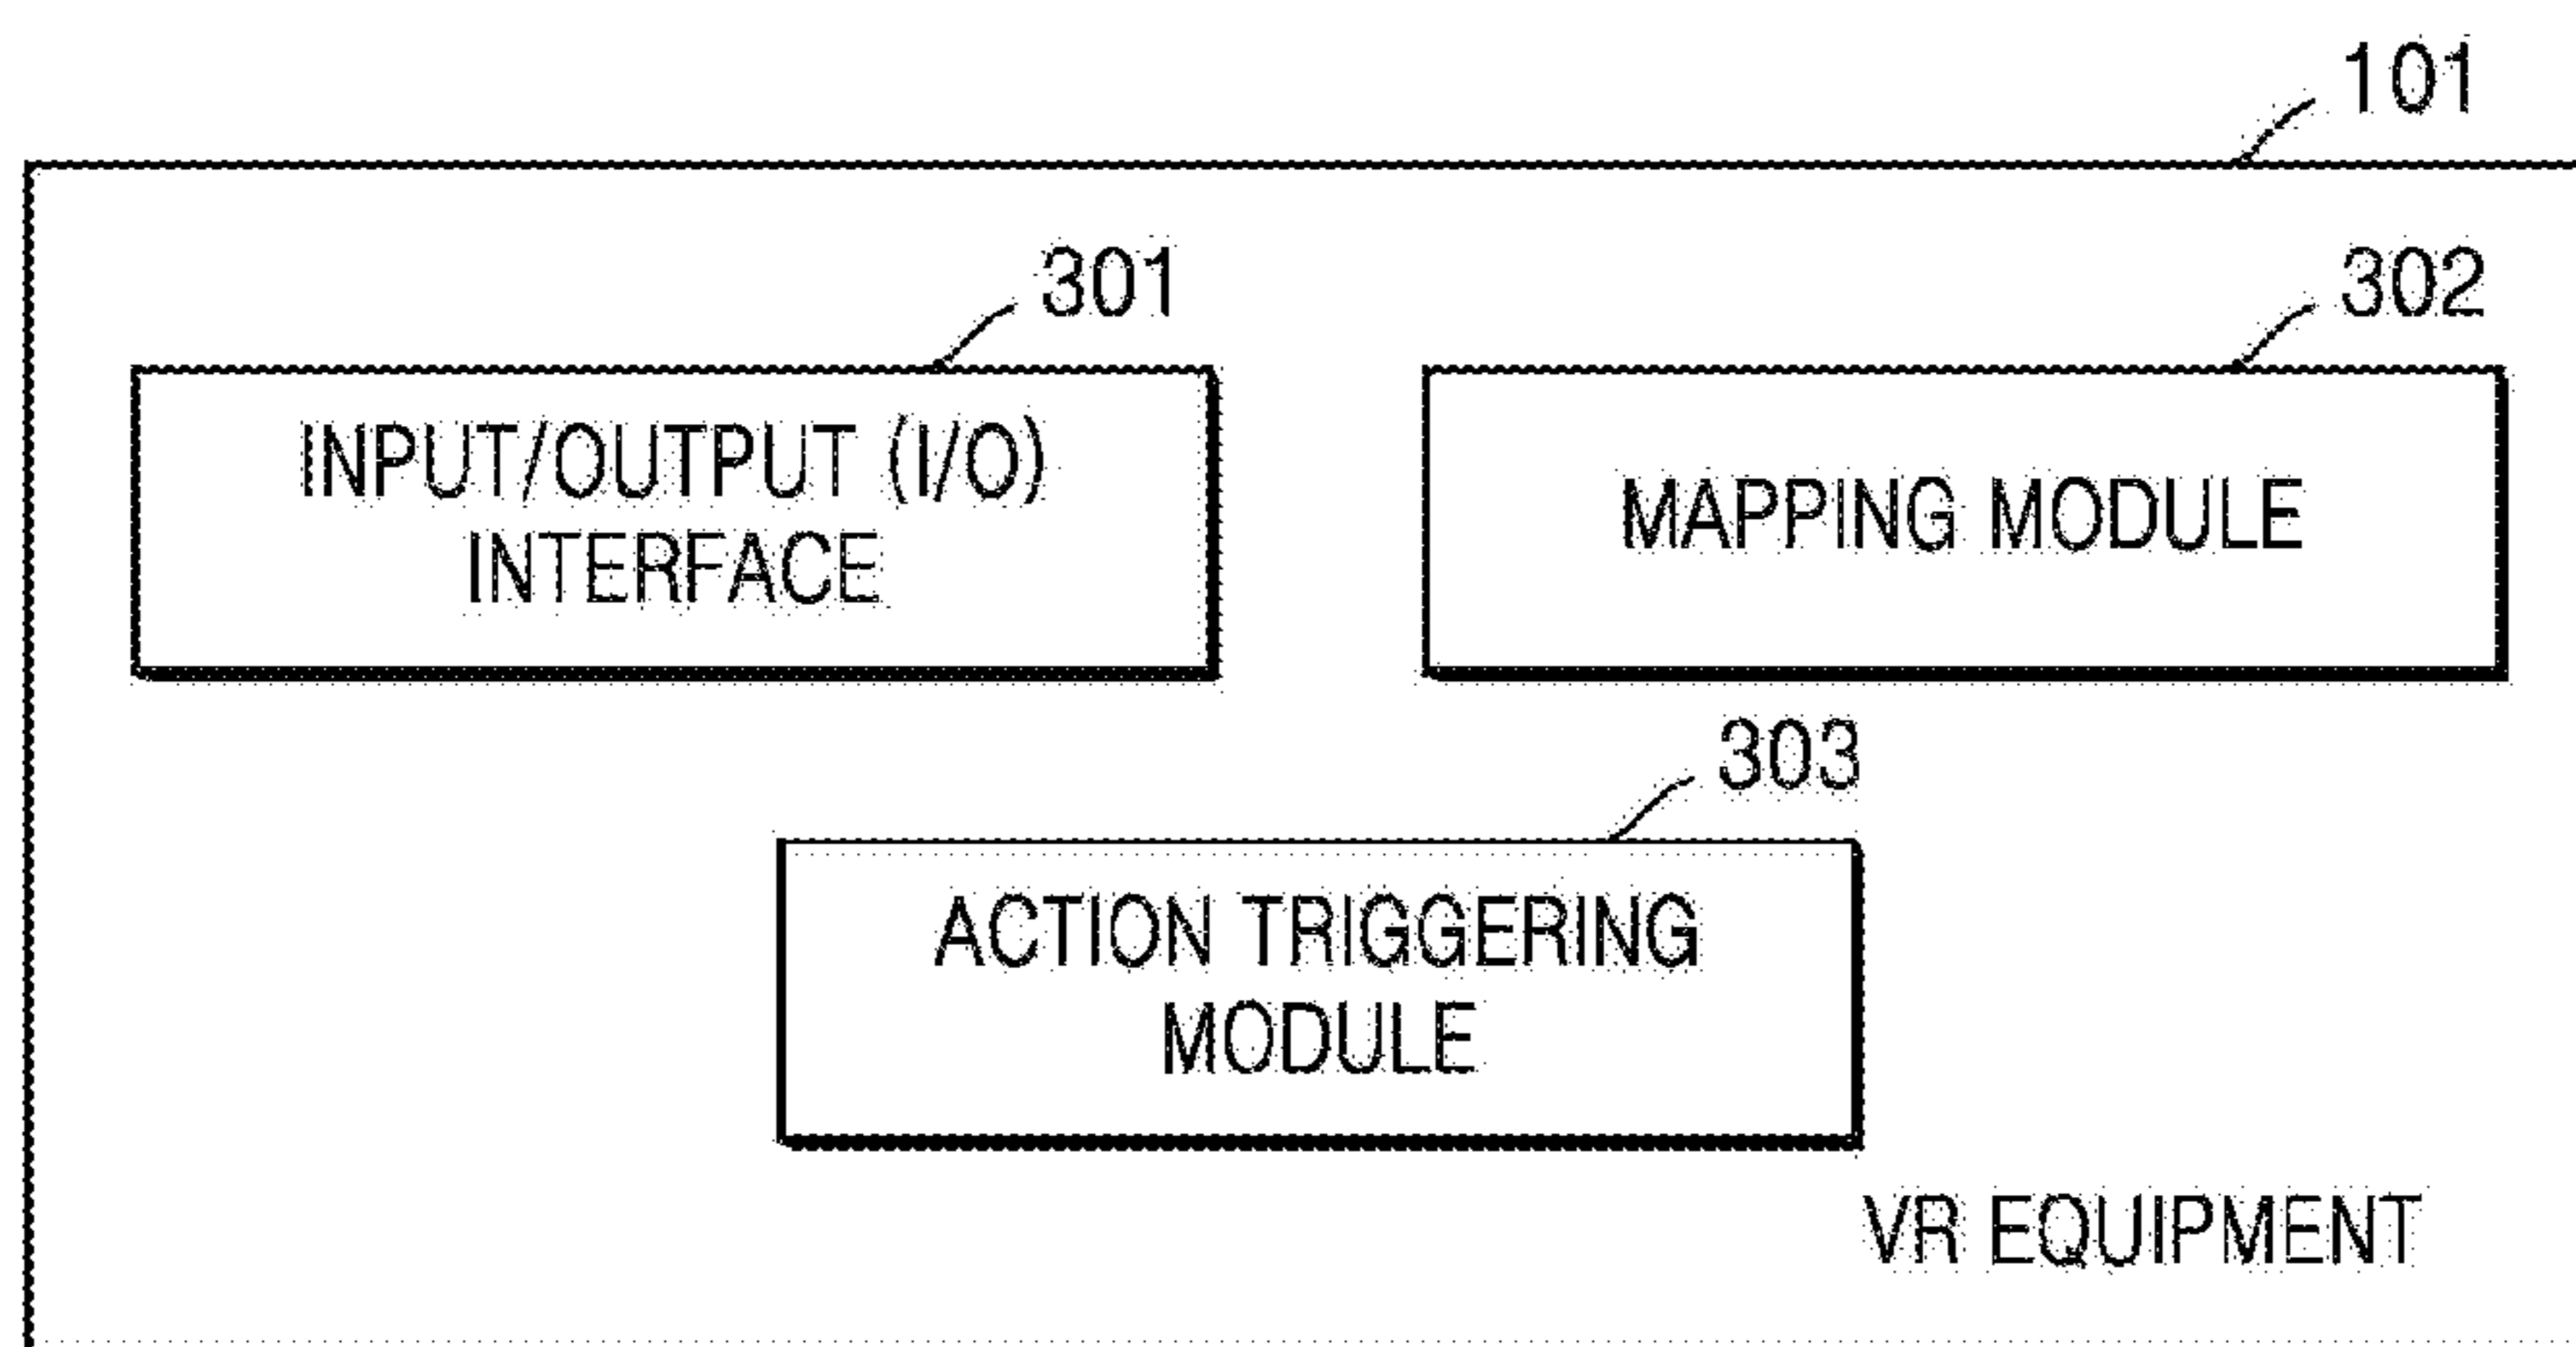 101
301
302
INPUT/OUTPUT (I/O)
INTERFACE
MAPPING MODULE
303
ACTION TRIGGERING
MODULE
VR EQUIPMENT